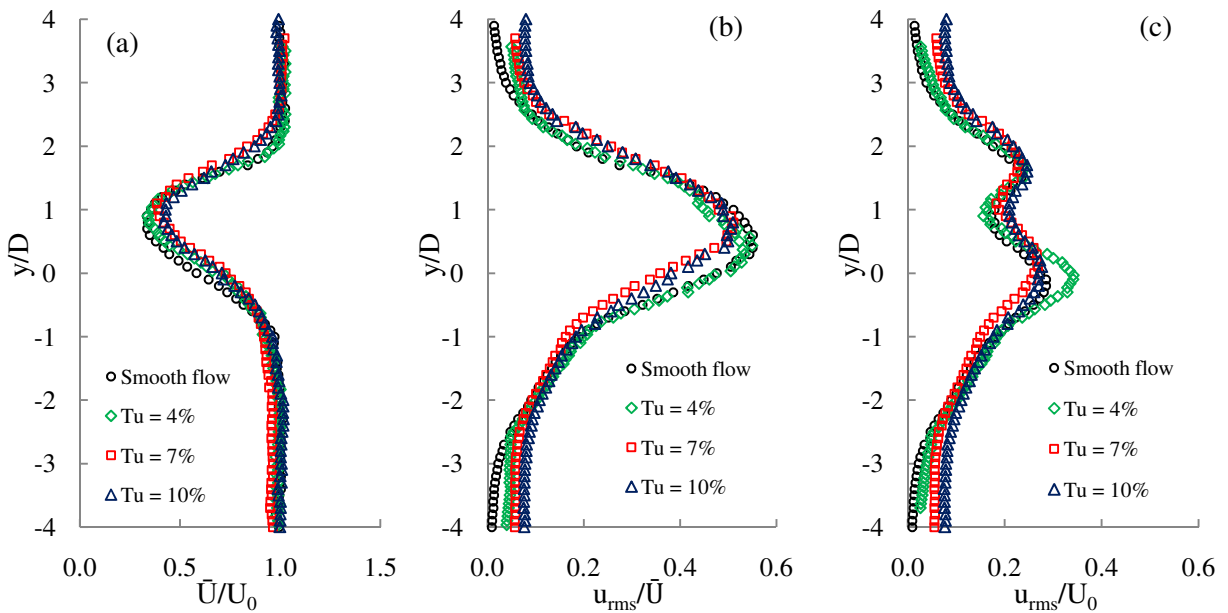 (a)
4
3
2
1
0
-1
-2
-3
-4
y/D
Smooth flow
Tu = 4%
Tu = 7%
Tu = 10%
0.0 0.5 1.0 1.5
Ū/U₀
(b)
4
3
2
1
0
-1
-2
-3
-4
y/D
Smooth flow
Tu = 4%
Tu = 7%
Tu = 10%
0.0 0.2 0.4 0.6
uᵣₘₛ/Ū
(c)
4
3
2
1
0
-1
-2
-3
-4
y/D
Smooth flow
Tu = 4%
Tu = 7%
Tu = 10%
0.0 0.2 0.4 0.6
uᵣₘₛ/U₀